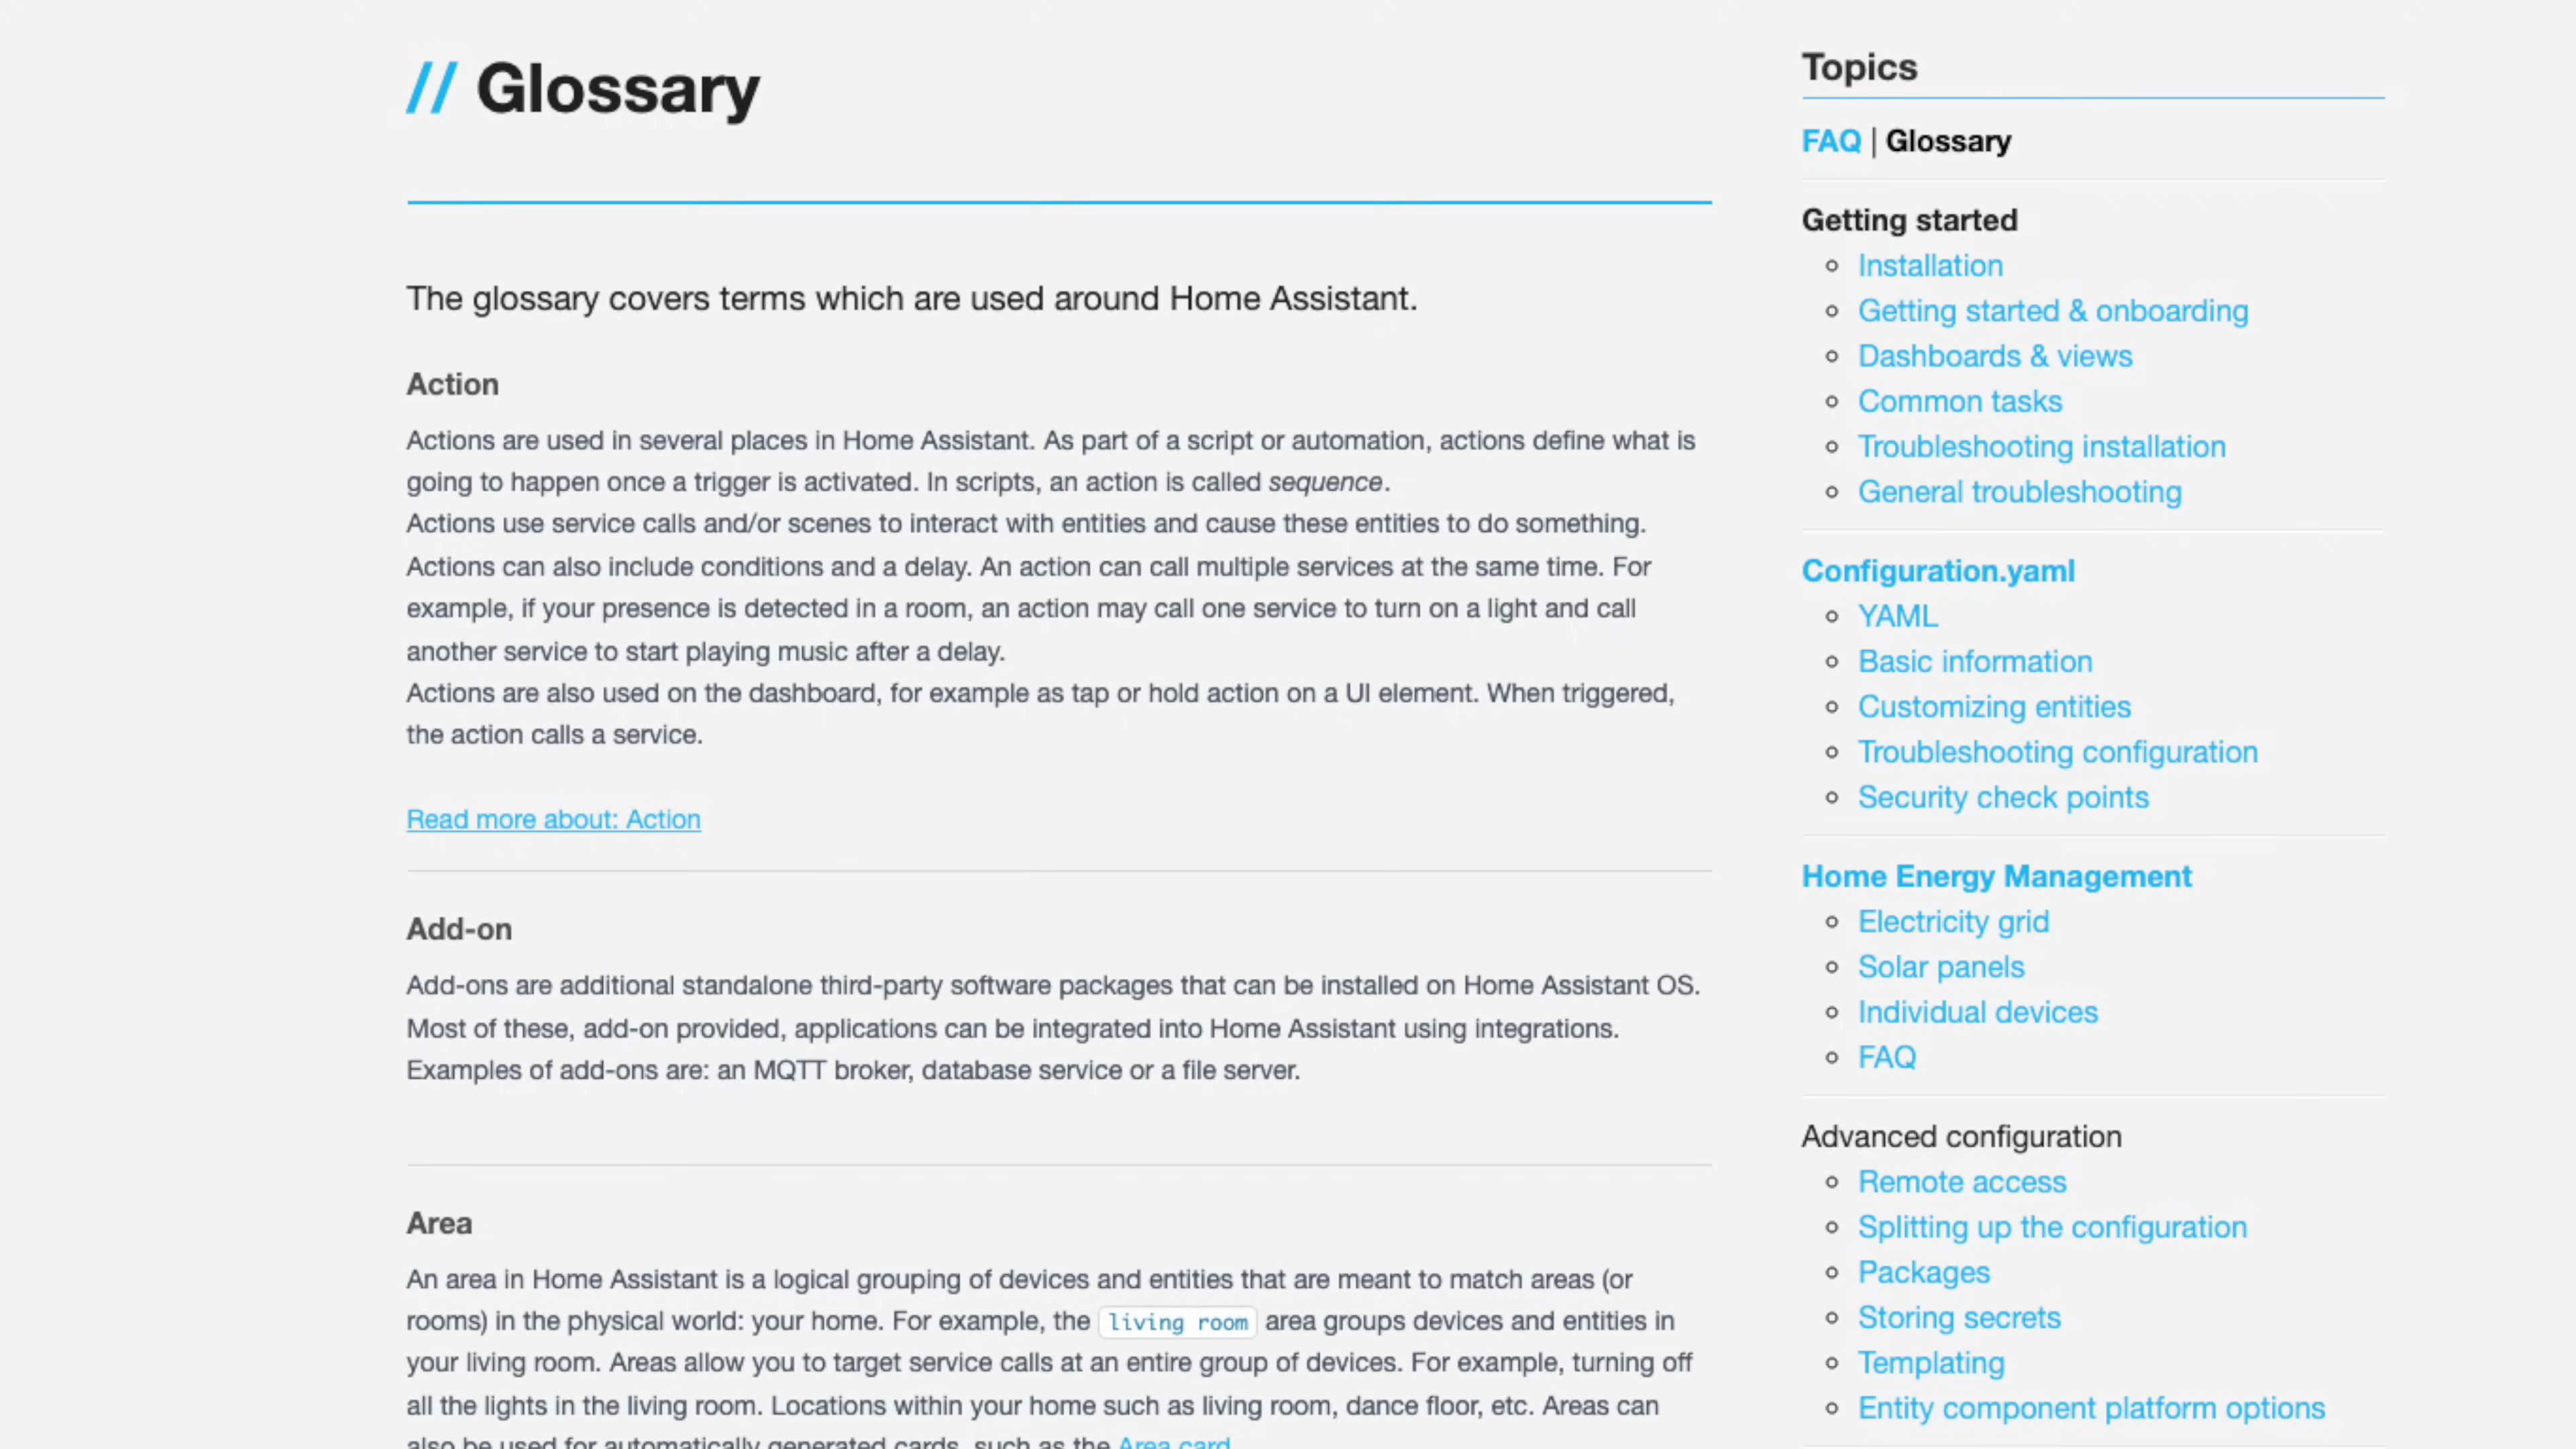 // Glossary
The glossary covers terms which are used around Home Assistant.
Action
Actions are used in several places in Home Assistant. As part of a script or automation, actions define what is
going to happen once a trigger is activated. In scripts, an action is called sequence.
Actions use service calls and/or scenes to interact with entities and cause these entities to do something.
Actions can also include conditions and a delay. An action can call multiple services at the same time. For
example, if your presence is detected in a room, an action may call one service to turn on a light and call
another service to start playing music after a delay.
Actions are also used on the dashboard, for example as tap or hold action on a UI element. When triggered,
the action calls a service.
Read more about: Action
Add-on
Add-ons are additional standalone third-party software packages that can be installed on Home Assistant OS.
Most of these, add-on provided, applications can be integrated into Home Assistant using integrations.
Examples of add-ons are: an MQTT broker, database service or a file server.
Area
An area in Home Assistant is a logical grouping of devices and entities that are meant to match areas (or
rooms) in the physical world: your home. For example, the living room area groups devices and entities in
your living room. Areas allow you to target service calls at an entire group of devices. For example, turning off
all the lights in the living room. Locations within your home such as living room, dance floor, etc. Areas can
also be used for automatically generated cards, such as the Area card
Topics
FAQ | Glossary
Getting started
Installation
Getting started & onboarding
Dashboards & views
Common tasks
Troubleshooting installation
General troubleshooting
Configuration.yaml
YAML
Basic information
Customizing entities
Troubleshooting configuration
Security check points
Home Energy Management
Electricity grid
Solar panels
Individual devices
FAQ
Advanced configuration
Remote access
Splitting up the configuration
Packages
Storing secrets
Templating
Entity component platform options